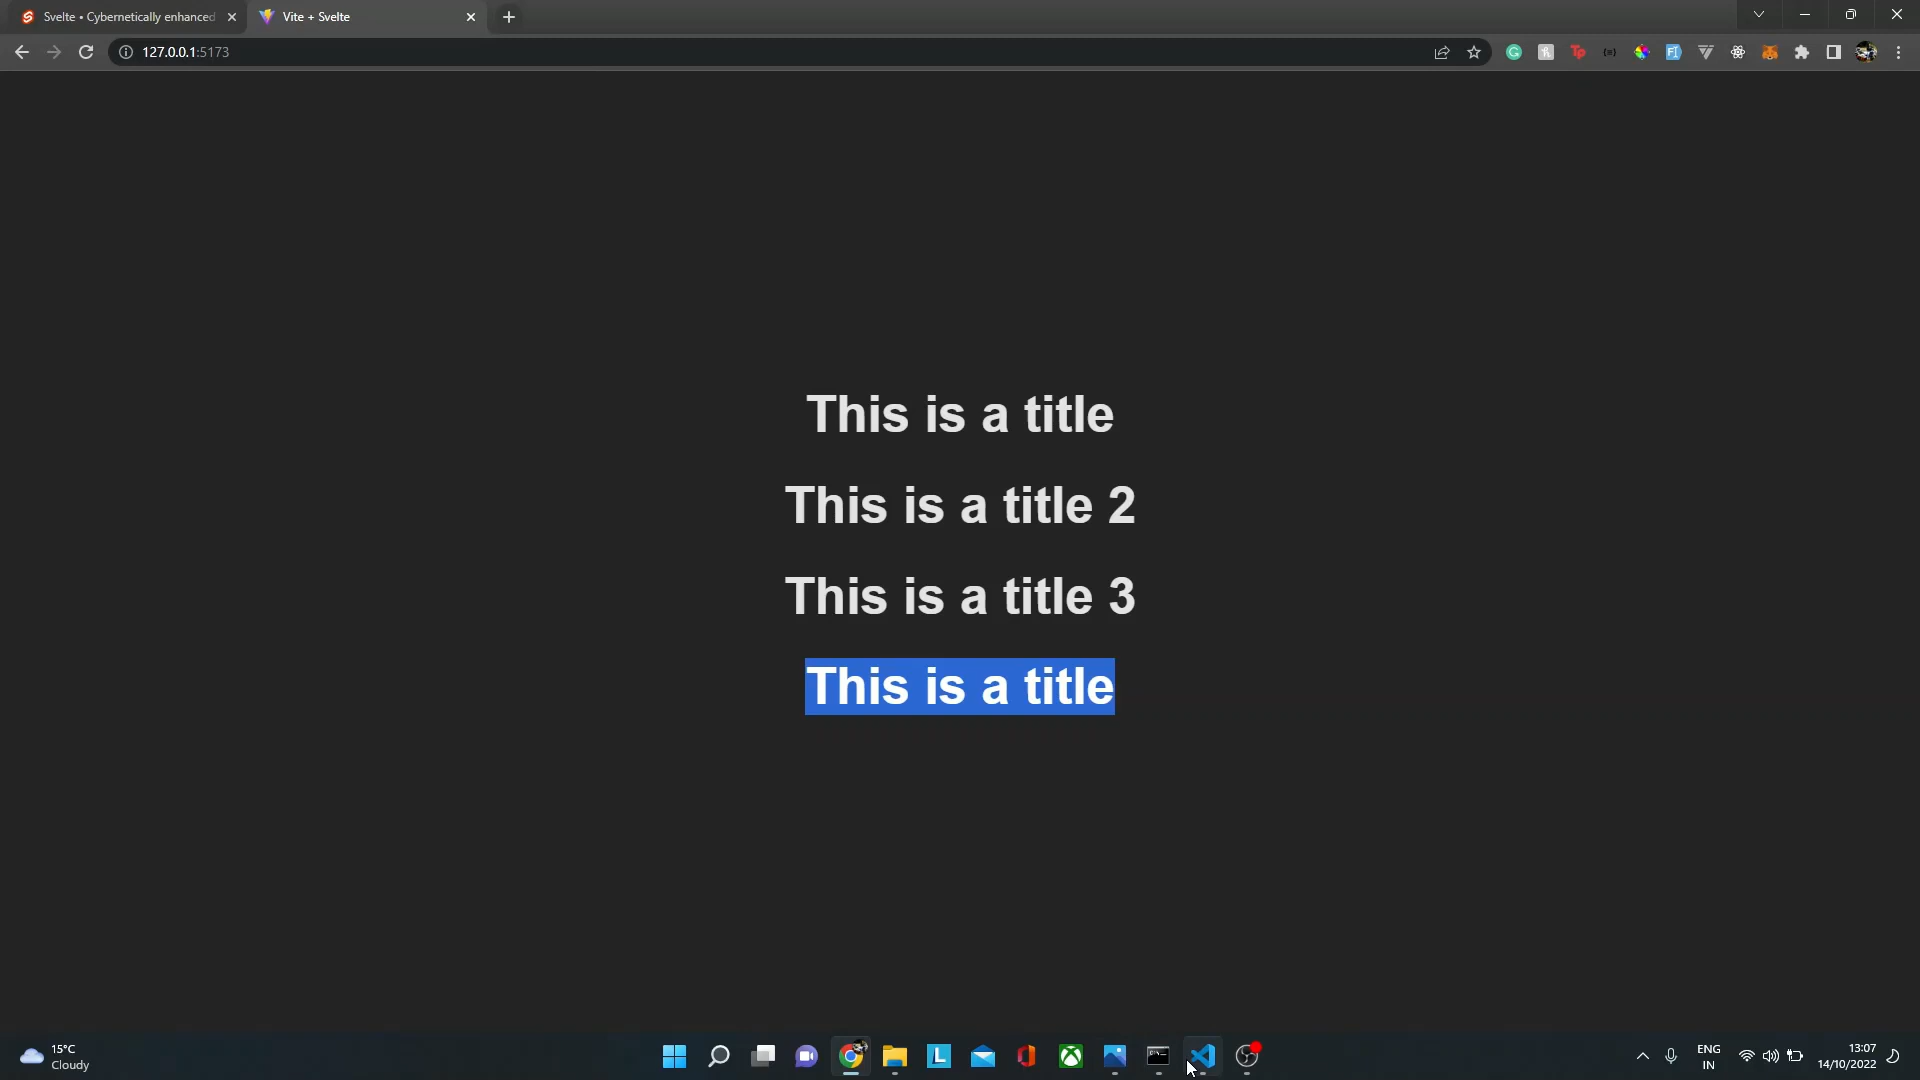 Svelte • Cybernetically enhanced
Vite + Svelte
127.0.0.1:5173
This is a title
This is a title 2
This is a title 3
This is a title
15°C
Cloudy
ENG
IN
13:07
14/10/2022